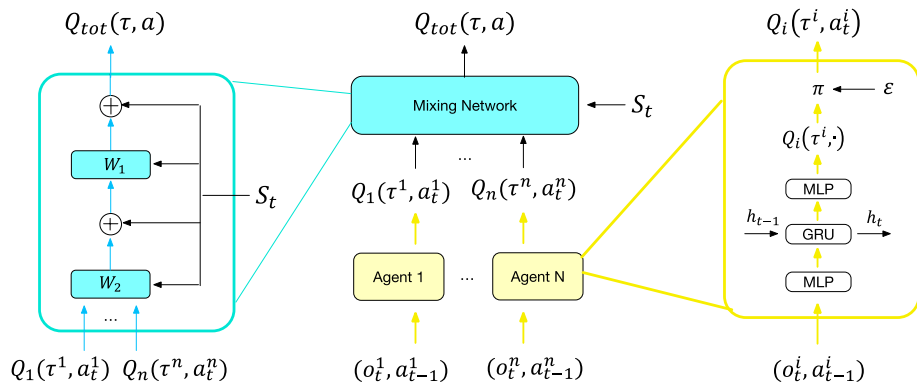 Q_{tot}(τ, a)
W_1
S_t
W_2
...
Q_1(τ^1, a_t^1) Q_n(τ^n, a_t^n)
Q_{tot}(τ, a)
Mixing Network
S_t
...
Q_1(τ^1, a_t^1) Q_n(τ^n, a_t^n)
Agent 1 ... Agent N
(o_t^1, a_{t-1}^1) (o_t^n, a_{t-1}^n)
Q_i(τ^i, a_t^i)
π ε
Q_i(τ^i, ·)
MLP
h_{t-1} GRU h_t
MLP
(o_t^i, a_{t-1}^i)